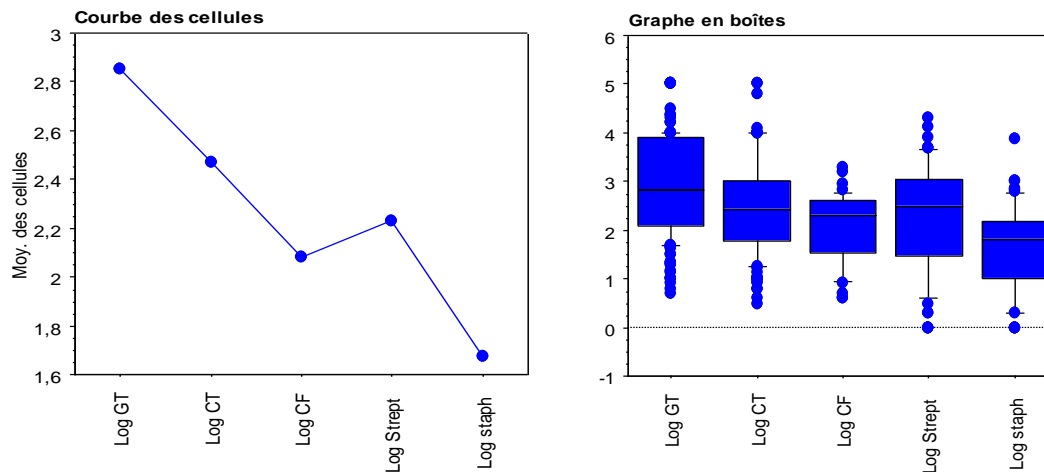 Courbe des cellules
Moy. des cellules
3
2,8
2,6
2,4
2,2
2
1,8
1,6
Log GT
Log CT
Log CF
Log Strept
Log staph
Graphe en boîtes
6
5
4
3
2
1
0
-1
Log GT
Log CT
Log CF
Log Strept
Log staph